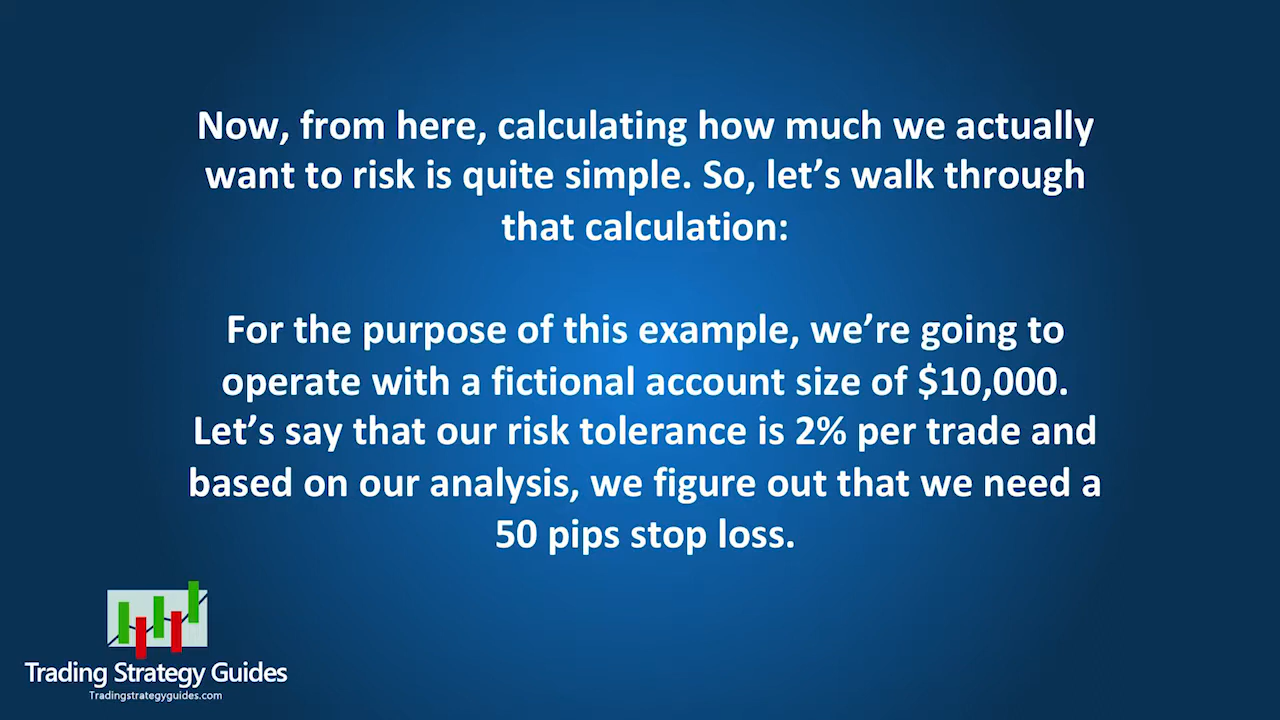 Now, from here, calculating how much we actually
want to risk is quite simple. So, let’s walk through
that calculation:
For the purpose of this example, we’re going to
operate with a fictional account size of $10,000.
Let’s say that our risk tolerance is 2% per trade and
based on our analysis, we figure out that we need a
50 pips stop loss.
Trading Strategy Guides
Tradingstrategyguides.com